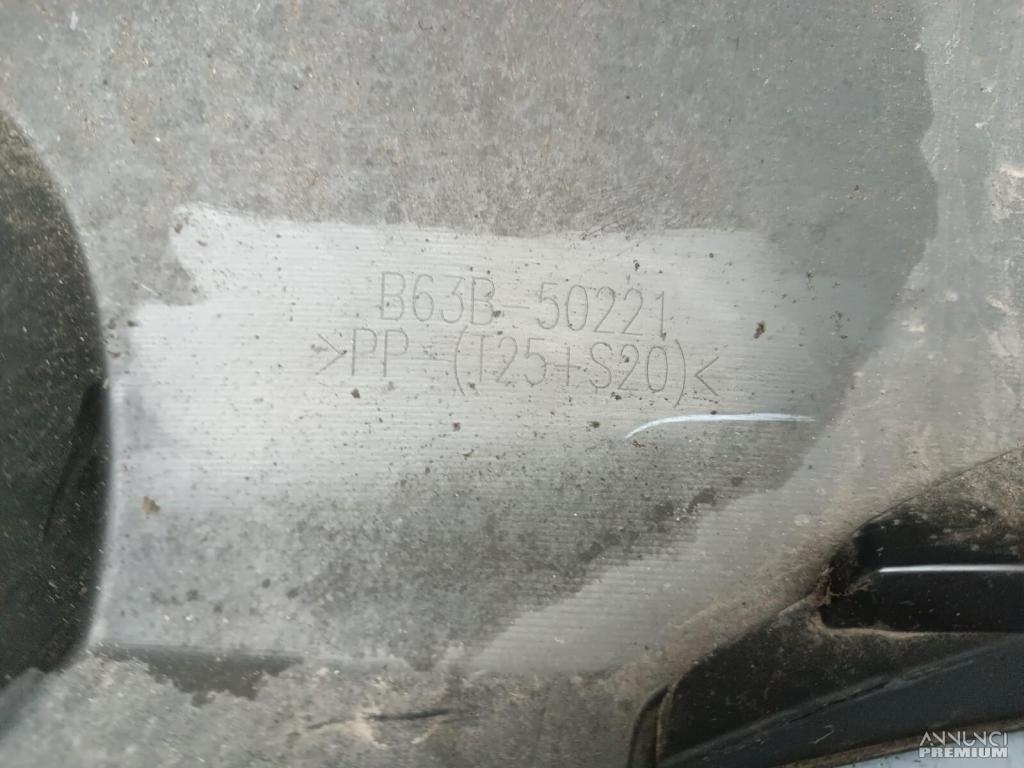 B63B-50221
>PP-(T25+S20)<
ANNUNCI
PREMIUM